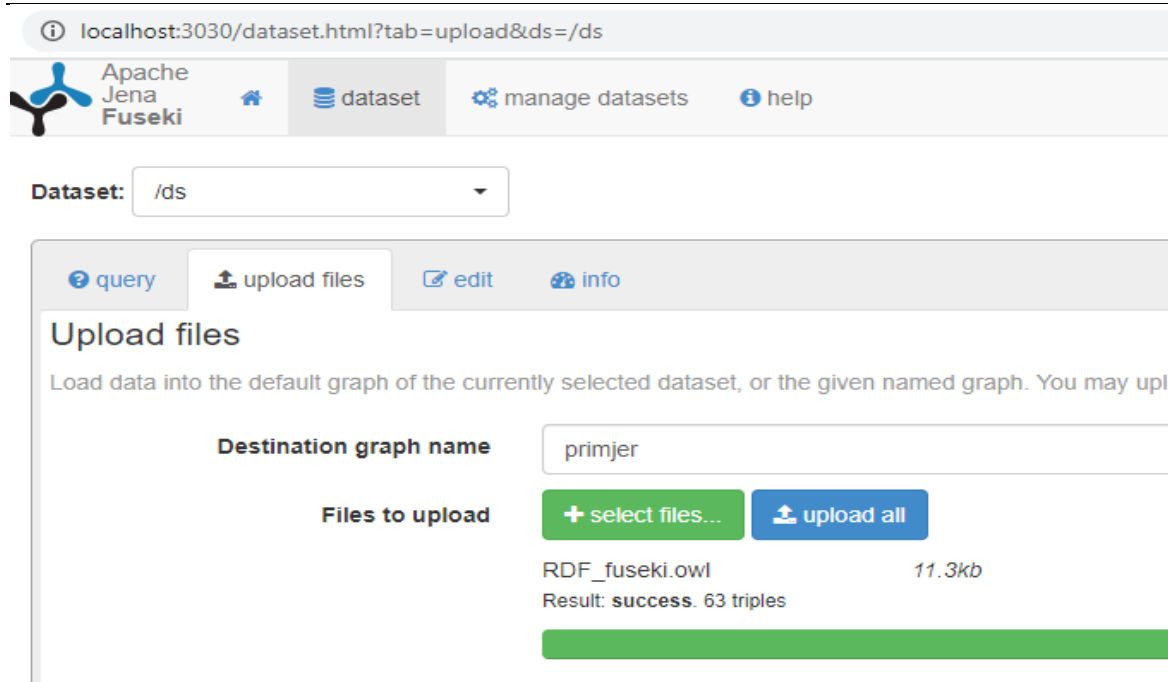 localhost:3030/dataset.html?tab=upload&ds=/ds
Apache
Jena
Fuseki
dataset
manage datasets
help
Dataset: /ds
query
upload files
edit
info
Upload files
Load data into the default graph of the currently selected dataset, or the given named graph. You may upl
Destination graph name primjer
Files to upload select files... upload all
RDF_fuseki.owl 11.3kb
Result: success. 63 triples